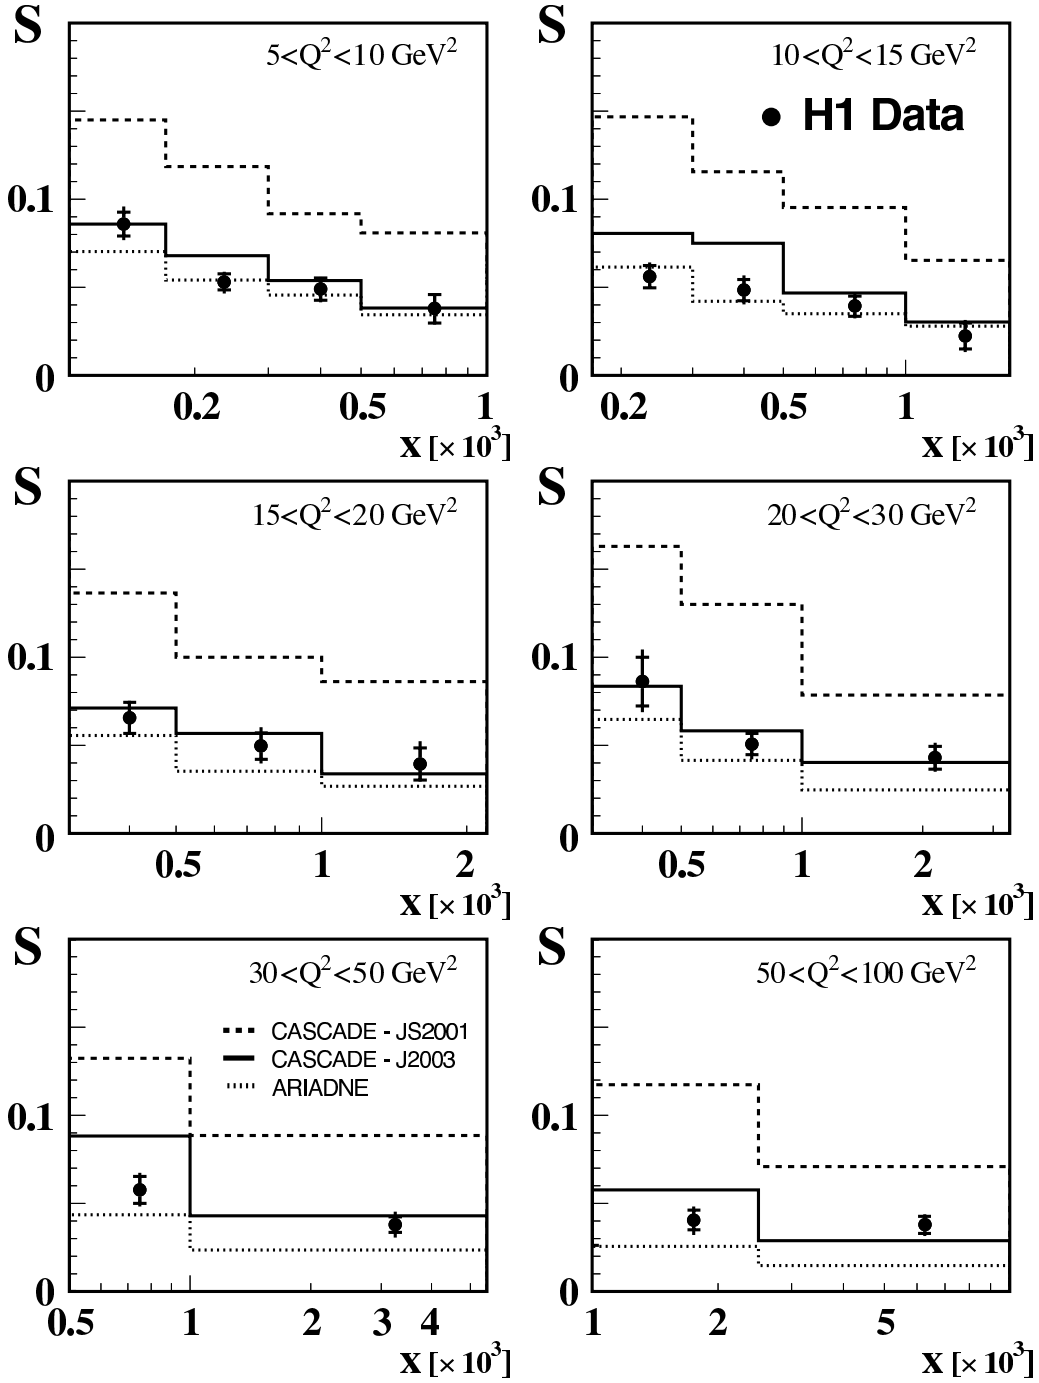 S
5<Q²<10 GeV²
0.1
0
0.2 0.5 1
x [× 10³]
S
10<Q²<15 GeV²
H1 Data
0.1
0
0.2 0.5 1
x [× 10³]
S
15<Q²<20 GeV²
0.1
0
0.5 1 2
x [× 10³]
S
20<Q²<30 GeV²
0.1
0
0.5 1 2
x [× 10³]
S
30<Q²<50 GeV²
CASCADE - JS2001
CASCADE - J2003
ARIADNE
0.1
0
0.5 1 2 3 4
x [× 10³]
S
50<Q²<100 GeV²
0.1
0
1 2 5
x [× 10³]